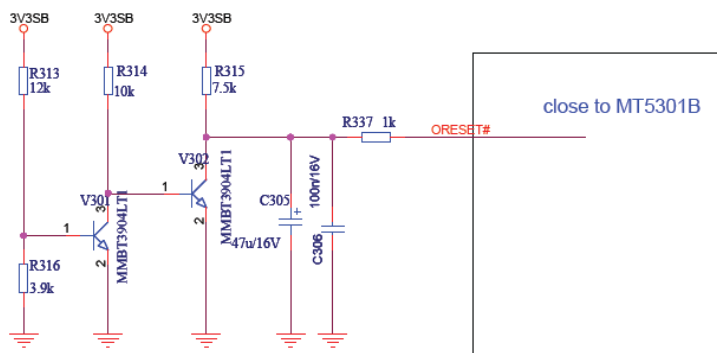 3V3SB
3V3SB
3V3SB
R313
12k
R314
10k
R315
7.5k
close to MT5301B
R337 1k
ORESET#
V302
3
1
2
MMBT3904LT1
V301
3
1
2
MMBT3904LT1
C305
+
47u/16V
100n/16V
C306
R316
3.9k